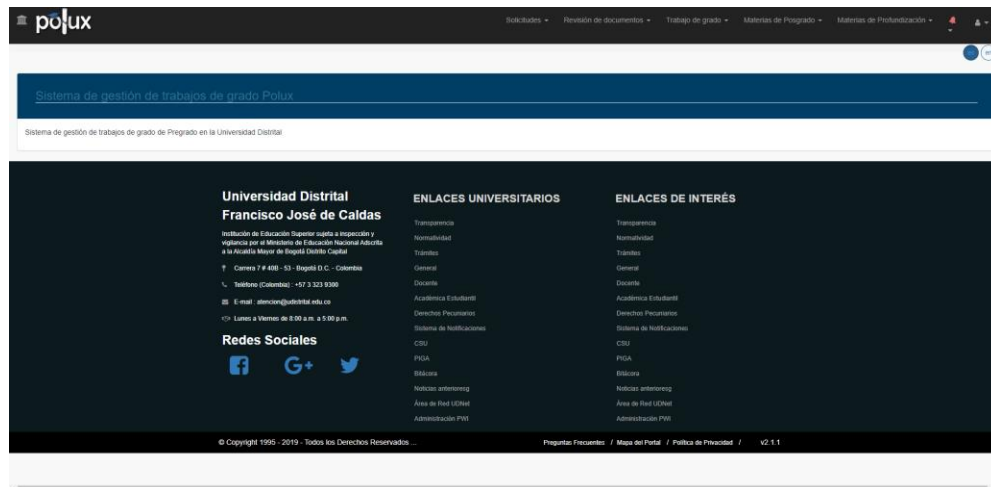 polux
Solicitudes Revisión de documentos Trabajo de grado Materias de Posgrado Materias de Profundización
Sistema de gestión de trabajos de grado Polux
Sistema de gestión de trabajos de grado de Pregrado en la Universidad Distrital
Universidad Distrital
Francisco José de Caldas
Institución de Educación Superior sujeta a inspección y
vigilancia por el Ministerio de Educación Nacional Adscrita
a la Alcaldía Mayor de Bogotá Distrito Capital
Carrera 7 # 40B - 53 - Bogotá D.C. - Colombia
Teléfono (Colombia) : +57 3 323 9300
E-mail : atencion@udistrital.edu.co
Lunes a Viernes de 8:00 a.m. a 5:00 p.m.
Redes Sociales
ENLACES UNIVERSITARIOS
Transparencia
Normatividad
Trámites
General
Docente
Académica Estudiantil
Derechos Pecuniarios
Sistema de Notificaciones
CSU
PIGA
Bitácora
Noticias anterioresg
Área de Red UDNet
Administración PWI
ENLACES DE INTERÉS
Transparencia
Normatividad
Trámites
General
Docente
Académica Estudiantil
Derechos Pecuniarios
Sistema de Notificaciones
CSU
PIGA
Bitácora
Noticias anterioresg
Área de Red UDNet
Administración PWI
© Copyright 1995 - 2019 - Todos los Derechos Reservados ...
Preguntas Frecuentes / Mapa del Portal / Política de Privacidad / v2.1.1